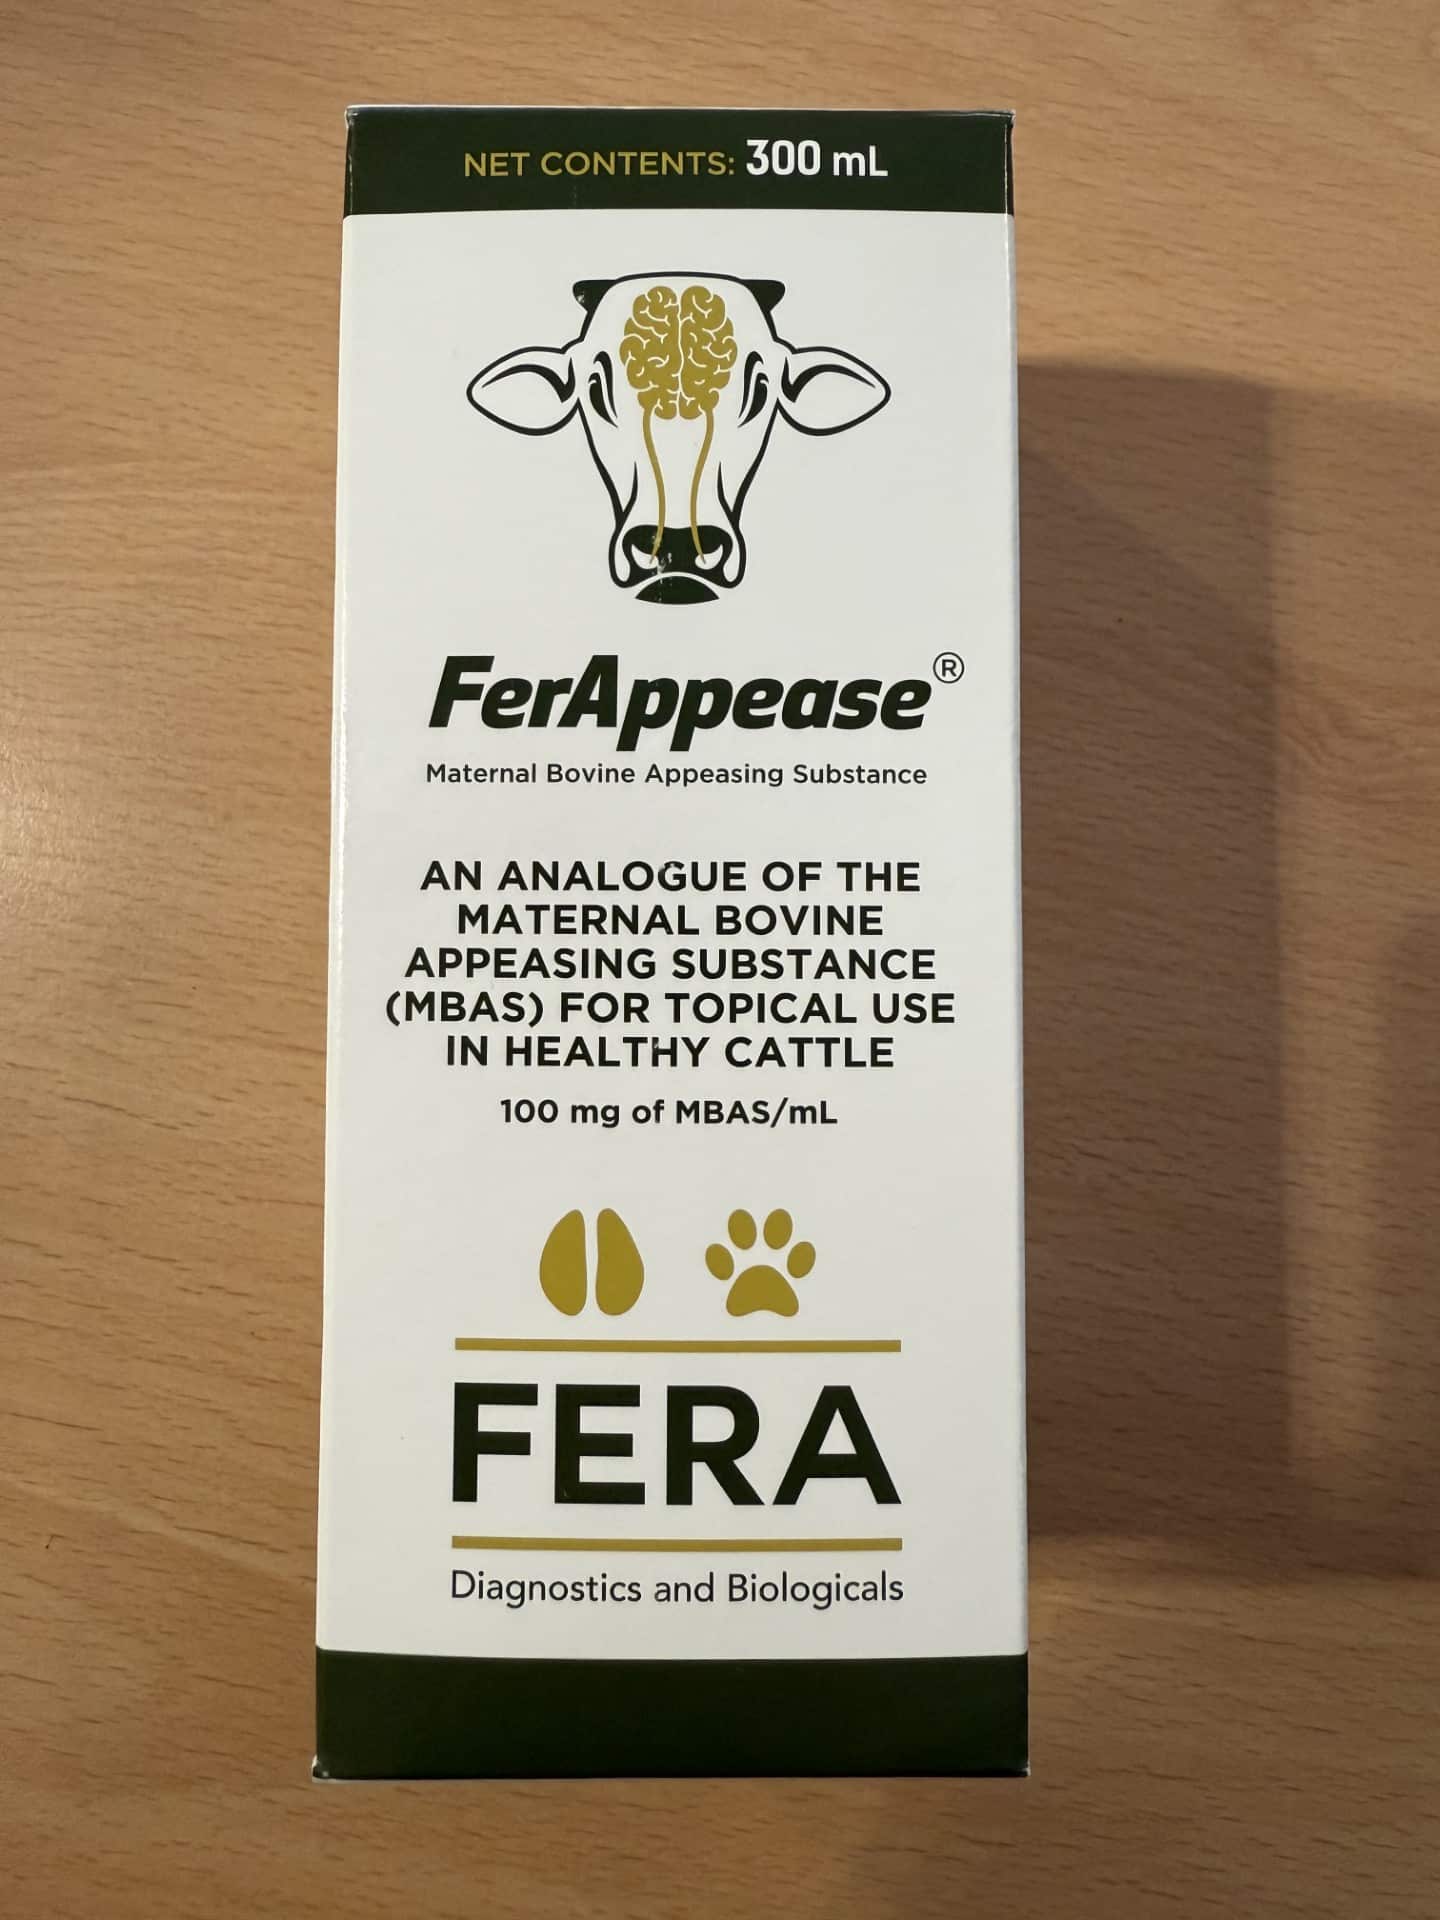 NET CONTENTS: 300 mL
FerAppease®
Maternal Bovine Appeasing Substance
AN ANALOGUE OF THE
MATERNAL BOVINE
APPEASING SUBSTANCE
(MBAS) FOR TOPICAL USE
IN HEALTHY CATTLE
100 mg of MBAS/mL
FERA
Diagnostics and Biologicals